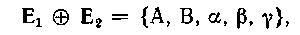 E₁ ⊕ E₂ = {A, B, α, β, γ},